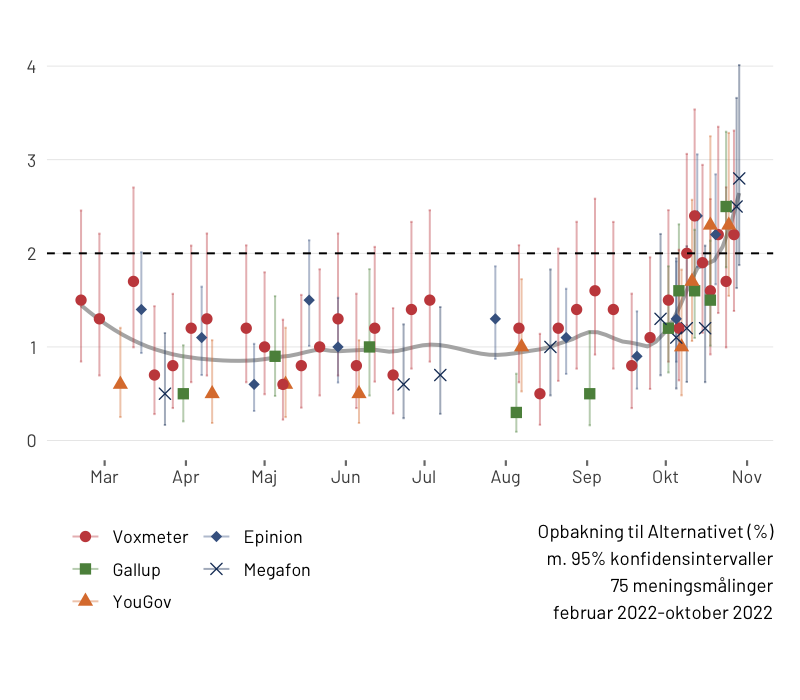 4
3
2
1
0
Mar Apr Maj Jun Jul Aug Sep Okt Nov
Voxmeter Epinion
Gallup Megafon
YouGov
Opbakning til Alternativet (%)
m. 95% konfidensintervaller
75 meningsmålinger
februar 2022-oktober 2022